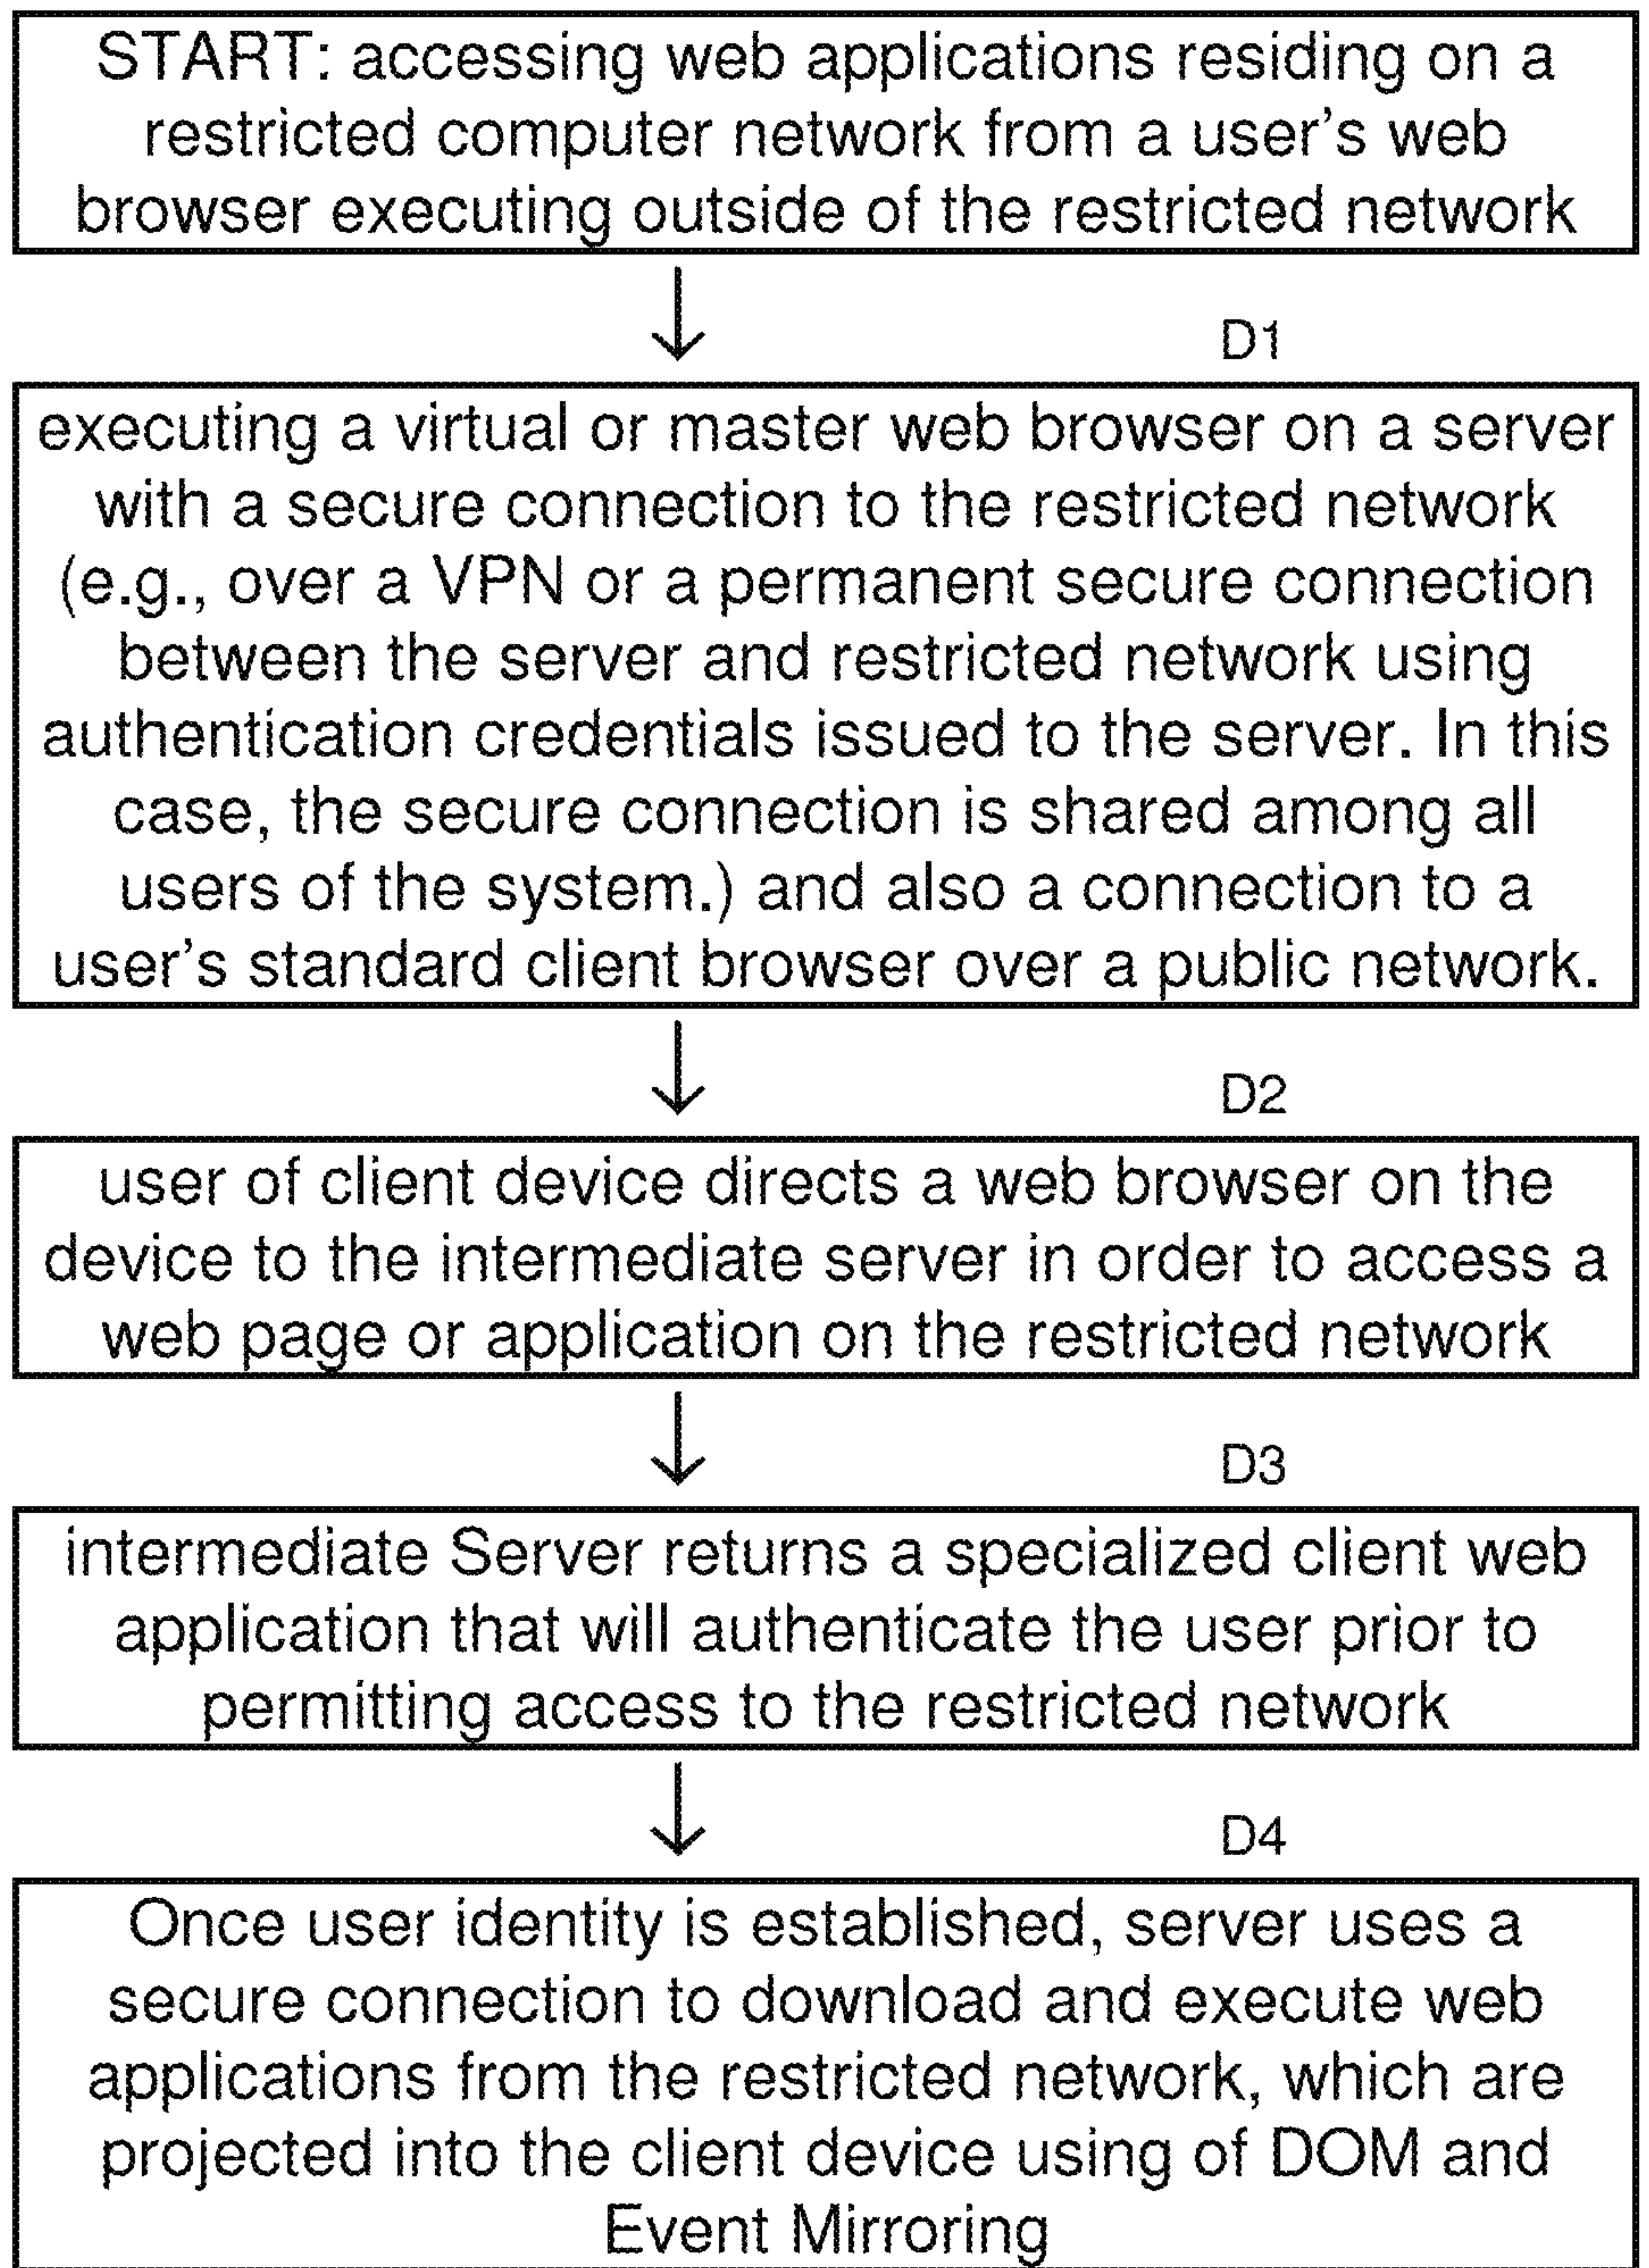 START: accessing web applications residing on a
restricted computer network from a user's web
browser executing outside of the restricted network
D1
executing a virtual or master web browser on a server
with a secure connection to the restricted network
(e.g., over a VPN or a permanent secure connection
between the server and restricted network using
authentication credentials issued to the server. In this
case, the secure connection is shared among all
users of the system.) and also a connection to a
user's standard client browser over a public network.
D2
user of client device directs a web browser on the
device to the intermediate server in order to access a
web page or application on the restricted network
D3
intermediate Server returns a specialized client web
application that will authenticate the user prior to
permitting access to the restricted network
D4
Once user identity is established, server uses a
secure connection to download and execute web
applications from the restricted network, which are
projected into the client device using of DOM and
Event Mirroring